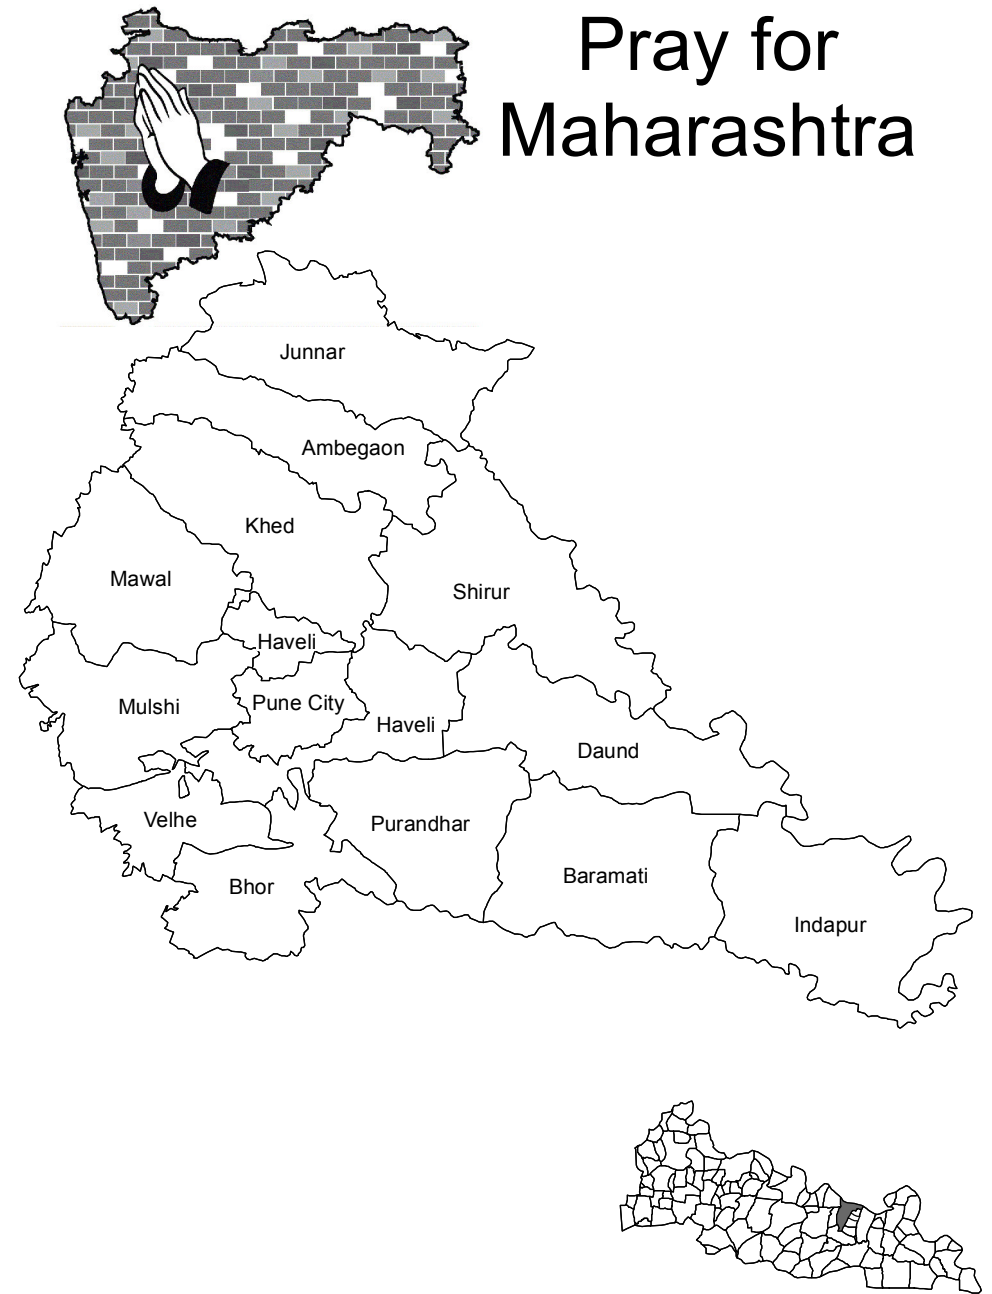 Pray for
Maharashtra
Junnar
Ambegaon
Khed
Mawal
Shirur
Haveli
Mulshi
Pune City
Haveli
Daund
Velhe
Purandhar
Baramati
Bhor
Indapur